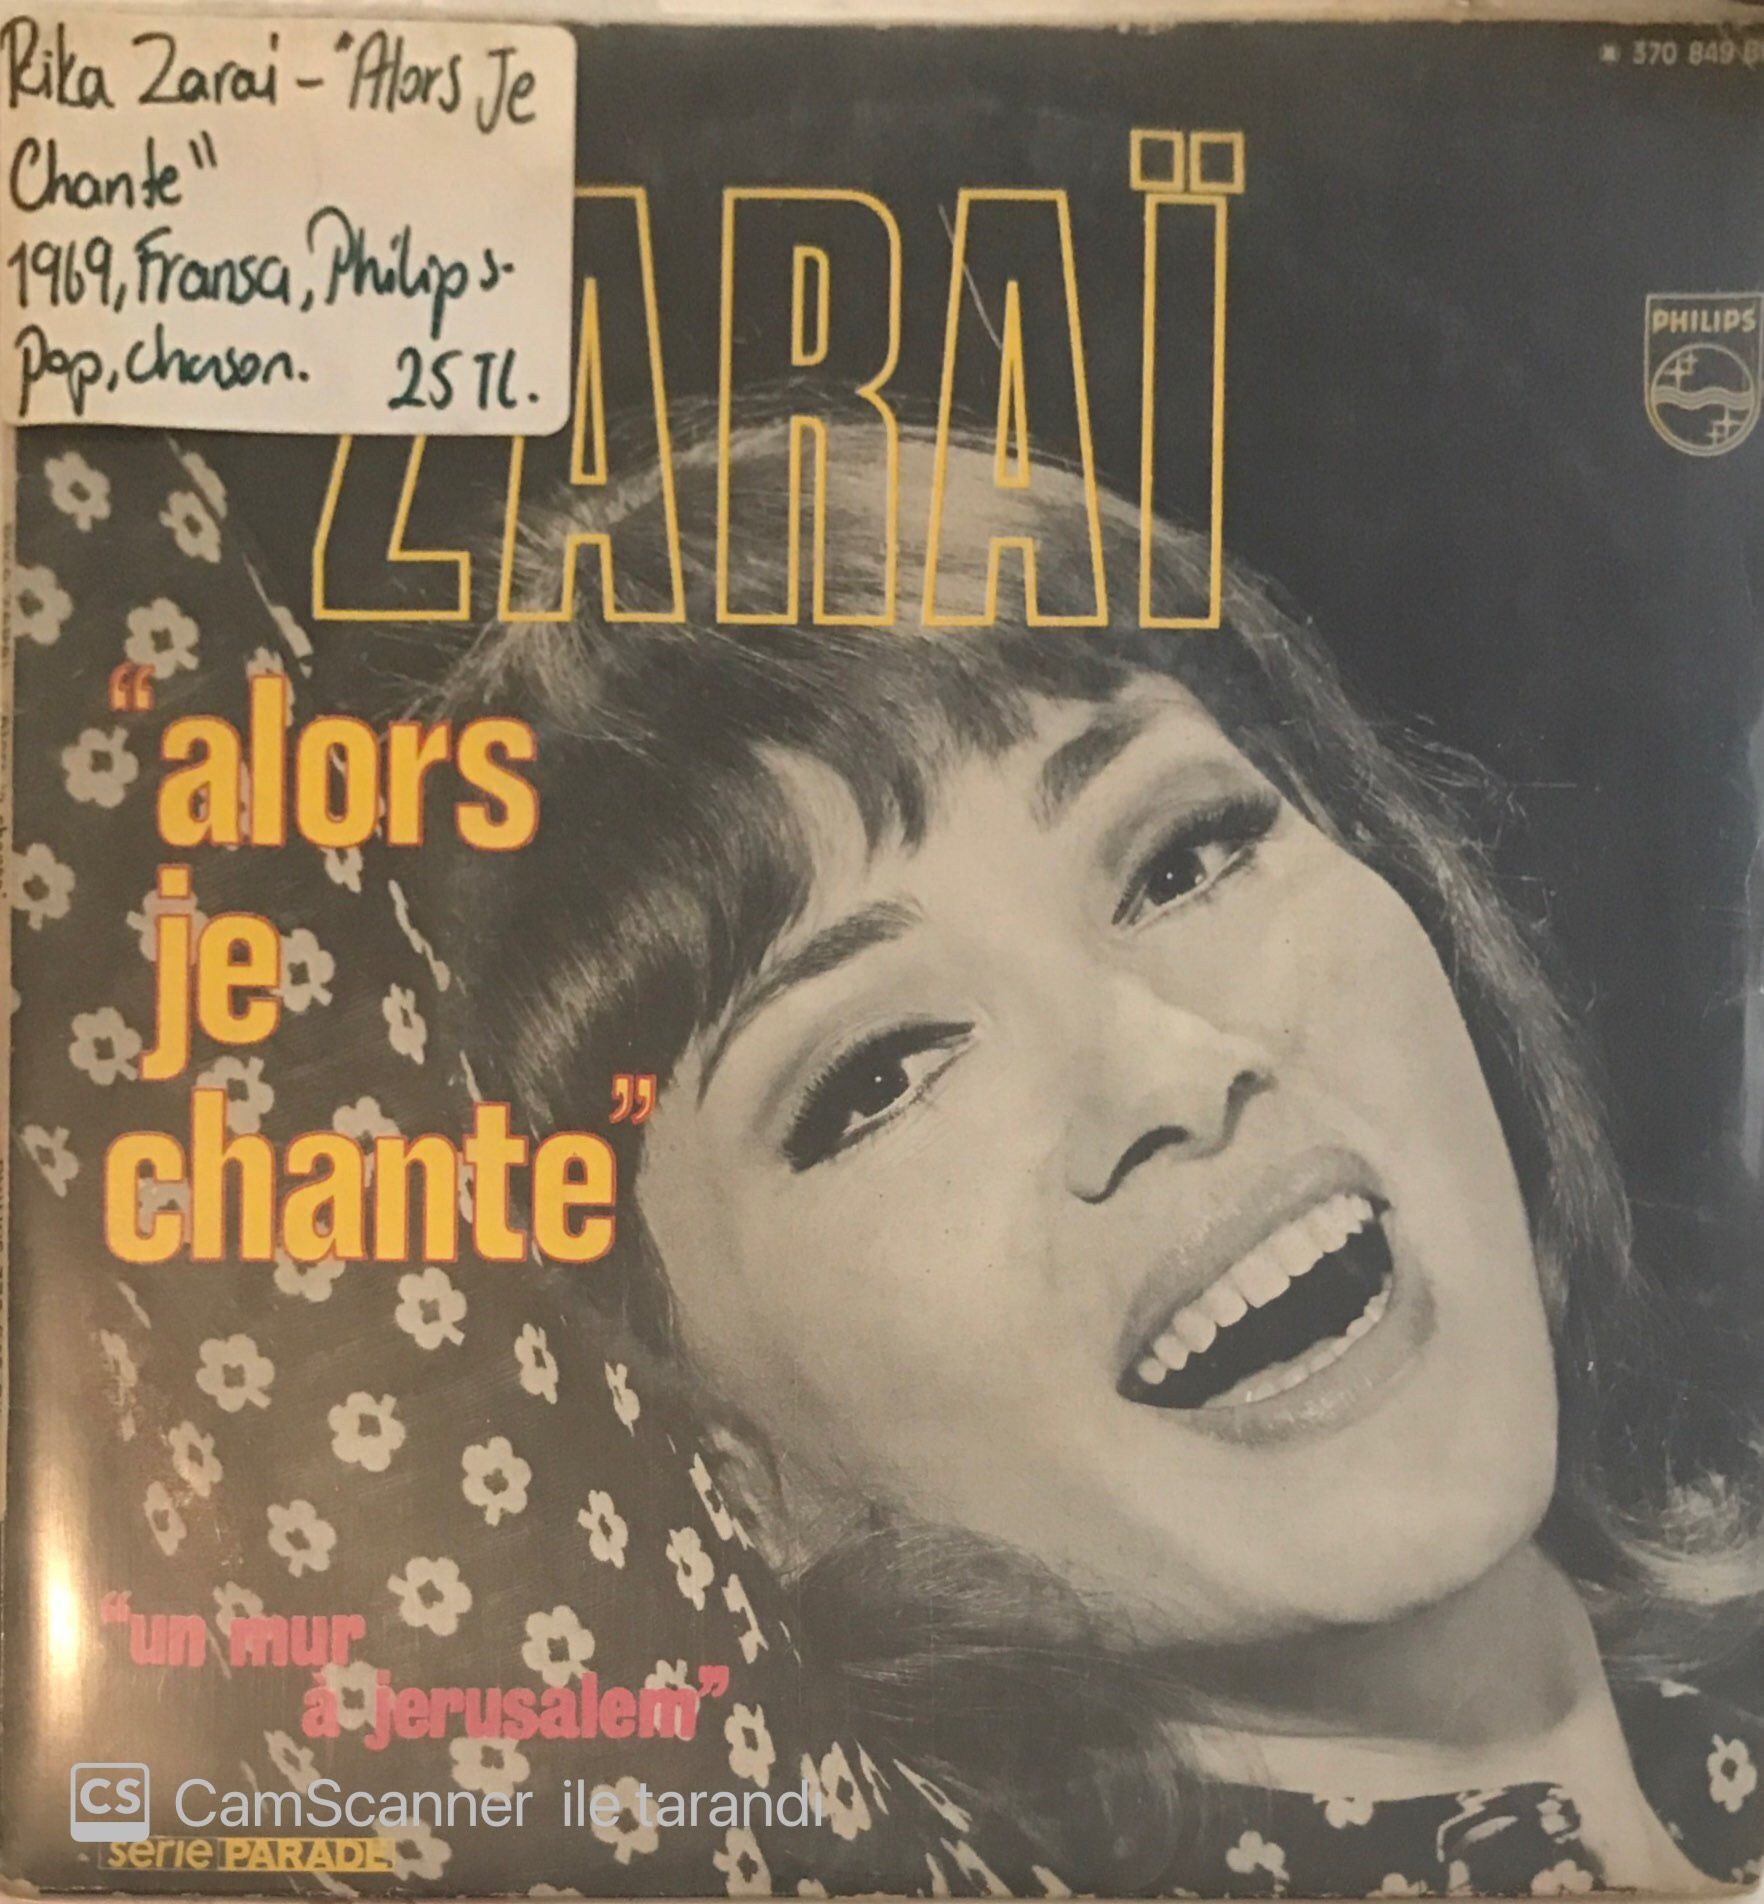 Rika Zarai - "Alors Je
Chante"
1969, Fransa, Philips-
Pop, Chanson. 25 TL.
370 849
ZARAÏ
PHILIPS
"alors
je
chante"
"un mur
à jerusalem"
CS CamScanner ile tarandı
série PARADE